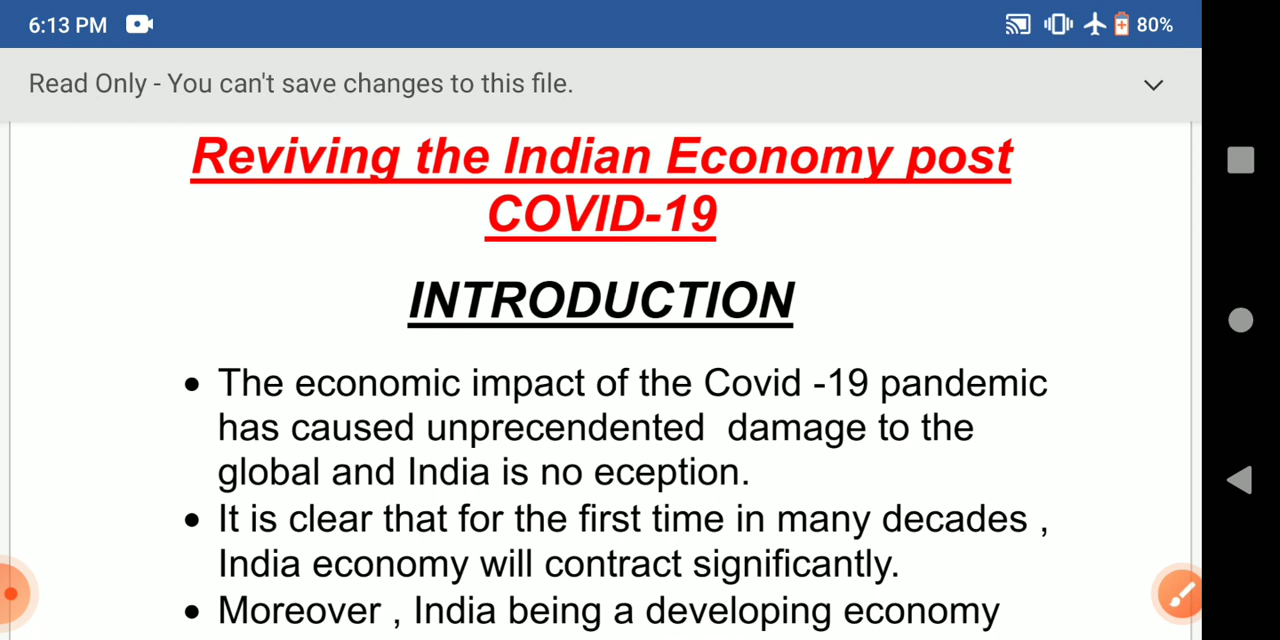 6:13 PM
80%
Read Only - You can't save changes to this file.
Reviving the Indian Economy post
COVID-19
INTRODUCTION
• The economic impact of the Covid -19 pandemic
has caused unprecendented  damage to the
global and India is no eception.
• It is clear that for the first time in many decades ,
India economy will contract significantly.
• Moreover , India being a developing economy